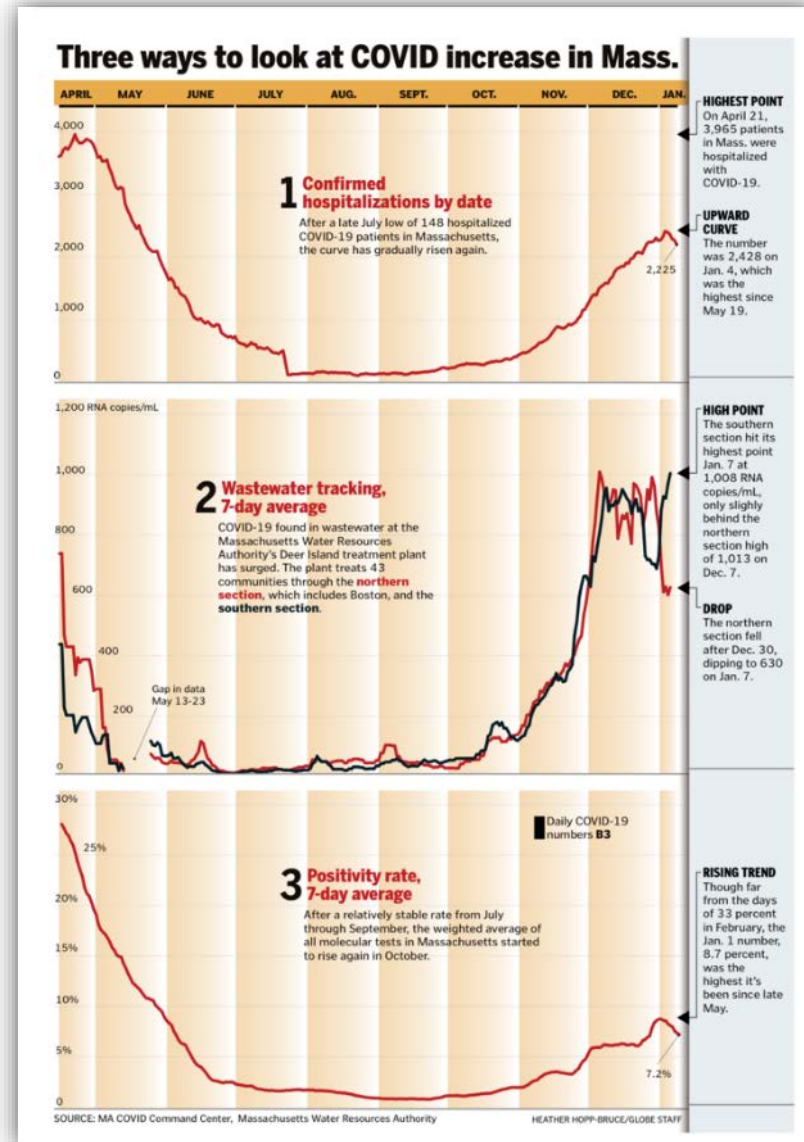 Three ways to look at COVID increase in Mass.
APRIL MAY JUNE JULY AUG. SEPT. OCT. NOV. DEC. JAN.
4,000
3,000
2,000
1,000
0
1 Confirmed
hospitalizations by date
After a late July low of 148 hospitalized
COVID-19 patients in Massachusetts,
the curve has gradually risen again.
2,225
HIGHEST POINT
On April 21,
3,965 patients
in Mass. were
hospitalized
with
COVID-19.
UPWARD
CURVE
The number
was 2,428 on
Jan. 4, which
was the
highest since
May 19.
1,200 RNA copies/mL
1,000
800
600
400
200
0
Gap in data
May 13-23
2 Wastewater tracking,
7-day average
COVID-19 found in wastewater at the
Massachusetts Water Resources
Authority's Deer Island treatment plant
has surged. The plant treats 43
communities through the northern
section, which includes Boston, and the
southern section.
HIGH POINT
The southern
section hit its
highest point
Jan. 7 at
1,008 RNA
copies/mL,
only slighly
behind the
northern
section high
of 1,013 on
Dec. 7.
DROP
The northern
section fell
after Dec. 30,
dipping to 630
on Jan. 7.
30%
25%
20%
15%
10%
5%
0
Daily COVID-19
numbers B3
3 Positivity rate,
7-day average
After a relatively stable rate from July
through September, the weighted average of
all molecular tests in Massachusetts started
to rise again in October.
7.2%
RISING TREND
Though far
from the days
of 33 percent
in February, the
Jan. 1 number,
8.7 percent,
was the
highest it's
been since late
May.
SOURCE: MA COVID Command Center, Massachusetts Water Resources Authority
HEATHER HOPP-BRUCE/GLOBE STAFF